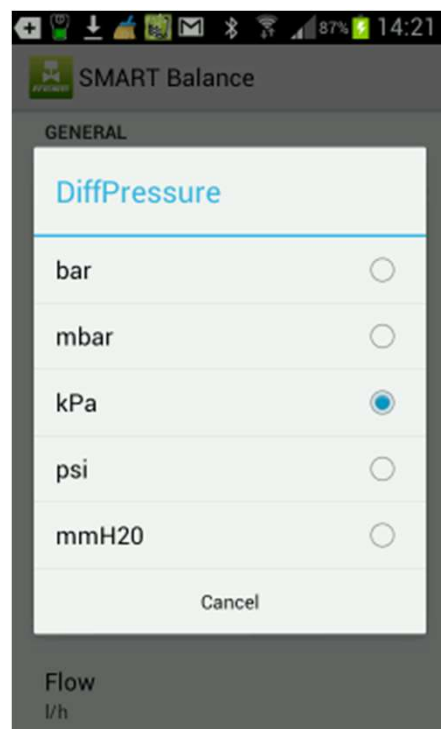 87% 14:21
SMART Balance
GENERAL
DiffPressure
bar
mbar
kPa
psi
mmH20
Cancel
Flow
l/h